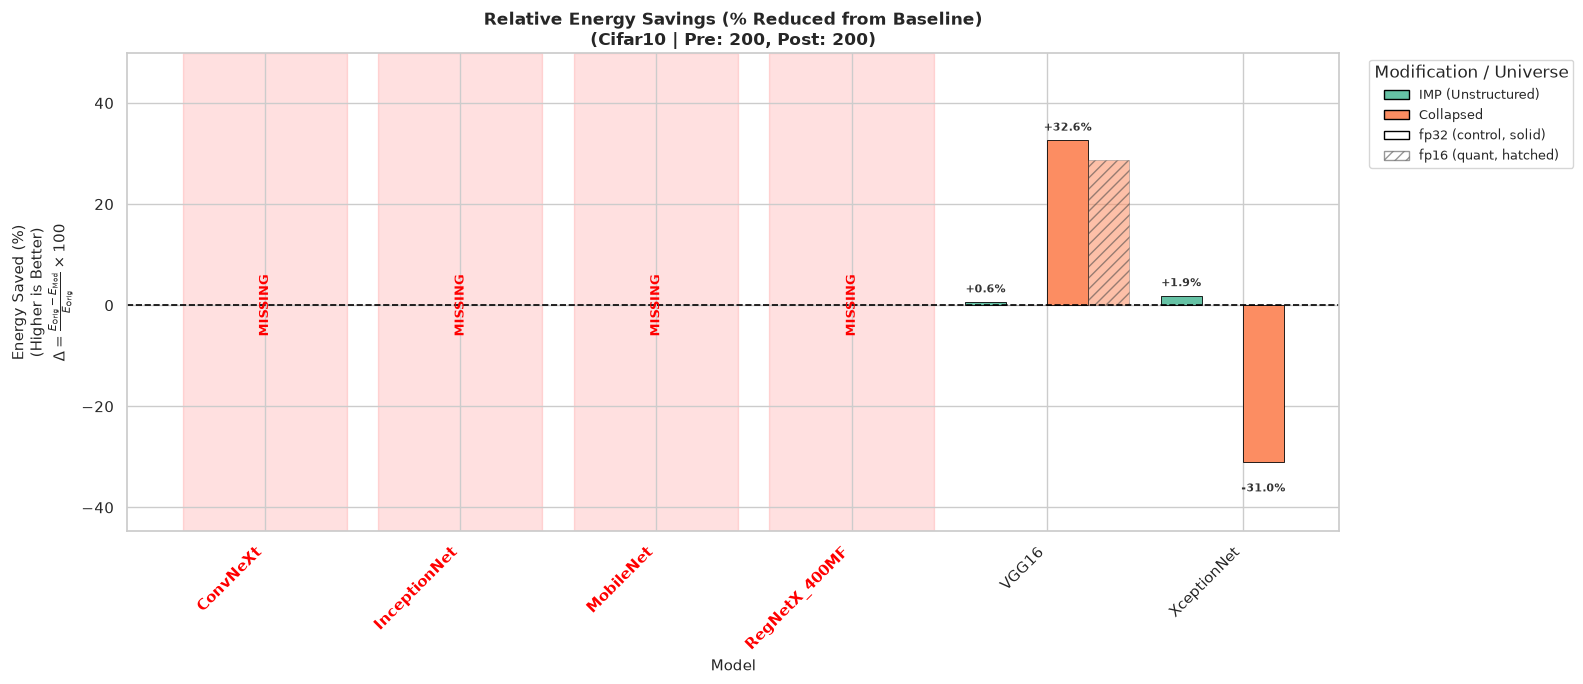 Relative Energy Savings (% Reduced from Baseline)
(Cifar10 | Pre: 200, Post: 200)
Energy Saved (%)
(Higher is Better)
Δ = (E_Orig − E_Mod) / E_Orig × 100
40
20
0
−20
−40
MISSING
MISSING
MISSING
MISSING
+0.6%
+32.6%
+1.9%
-31.0%
ConvNeXt
InceptionNet
MobileNet
RegNetX_400MF
VGG16
XceptionNet
Model
Modification / Universe
IMP (Unstructured)
Collapsed
fp32 (control, solid)
fp16 (quant, hatched)